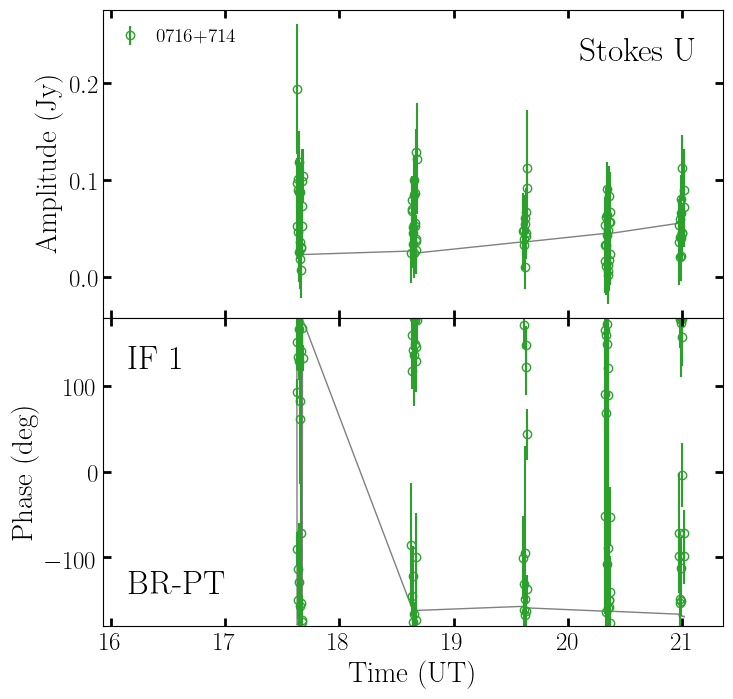 0716+714
Stokes U
Amplitude (Jy)
0.2
0.1
0.0
IF 1
Phase (deg)
100
0
−100
BR-PT
16 17 18 19 20 21
Time (UT)